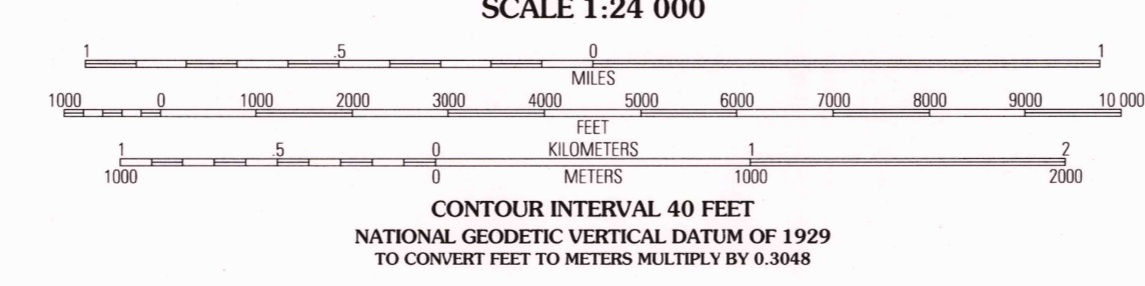 SCALE 1:24 000
1 .5 0 1
MILES
1000 0 1000 2000 3000 4000 5000 6000 7000 8000 9000 10 000
FEET
1 .5 0 KILOMETERS 1 2
1000 0 METERS 1000 2000
CONTOUR INTERVAL 40 FEET
NATIONAL GEODETIC VERTICAL DATUM OF 1929
TO CONVERT FEET TO METERS MULTIPLY BY 0.3048